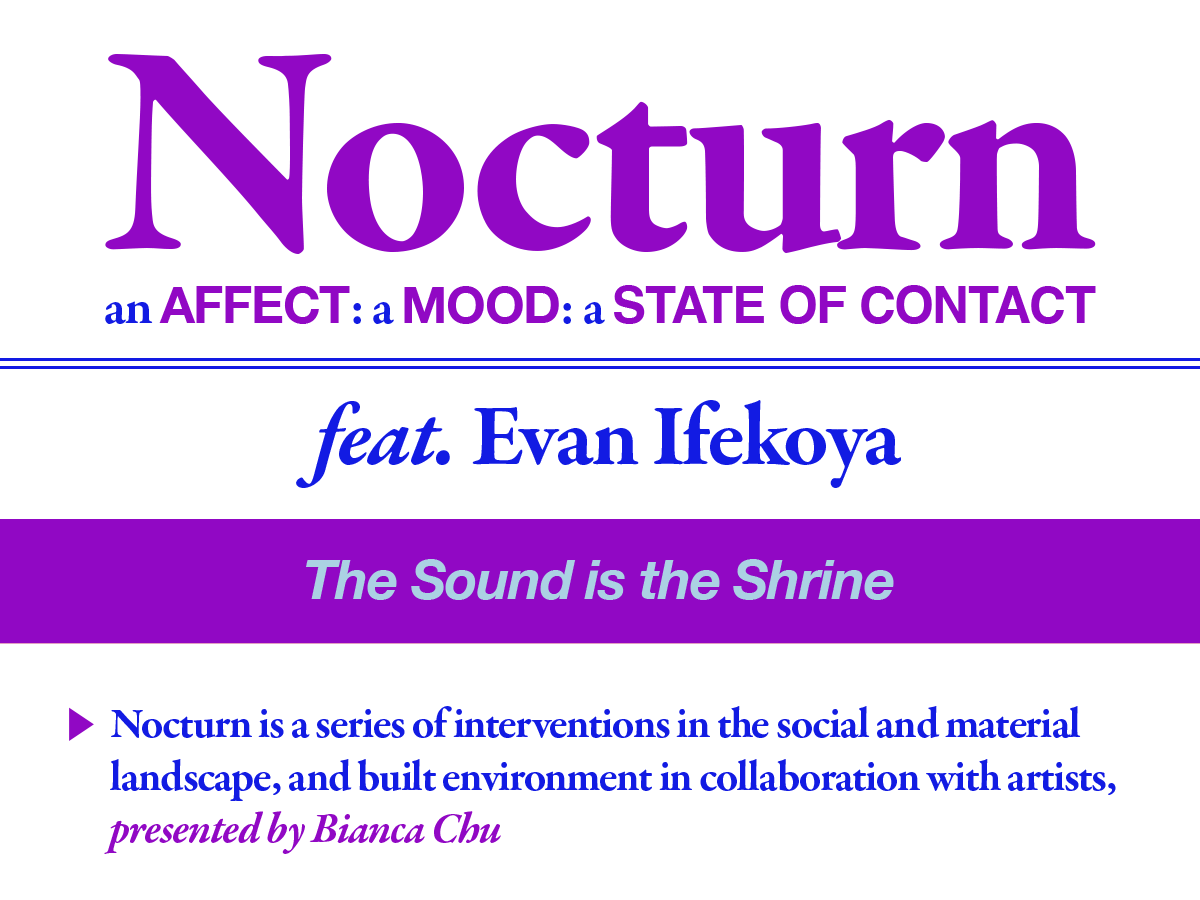 Nocturn
an AFFECT: a MOOD: a STATE OF CONTACT
feat. Evan Ifekoya
The Sound is the Shrine
Nocturn is a series of interventions in the social and material
landscape, and built environment in collaboration with artists,
presented by Bianca Chu